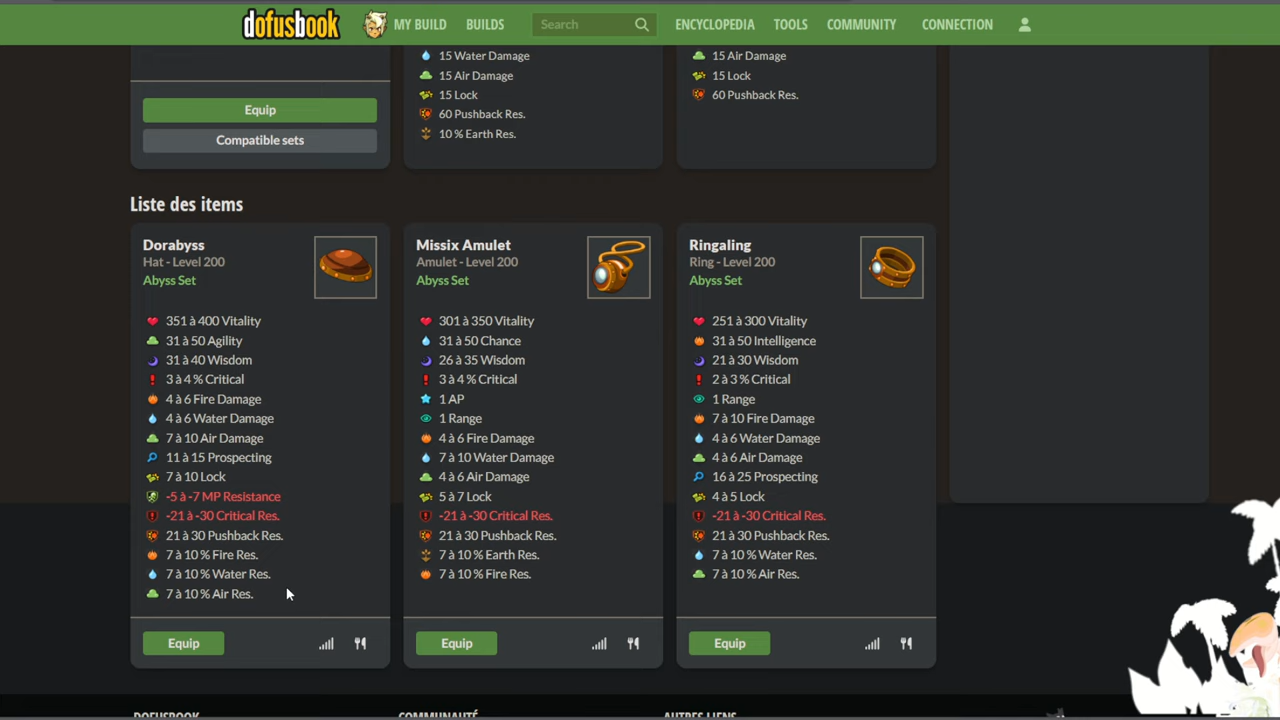 dofusbook MY BUILD BUILDS Search ENCYCLOPEDIA TOOLS COMMUNITY CONNECTION
15 Water Damage
15 Air Damage
15 Lock
60 Pushback Res.
10 % Earth Res.
15 Air Damage
15 Lock
60 Pushback Res.
Equip
Compatible sets
Liste des items
Dorabyss
Hat - Level 200
Abyss Set
351 à 400 Vitality
31 à 50 Agility
31 à 40 Wisdom
3 à 4 % Critical
4 à 6 Fire Damage
4 à 6 Water Damage
7 à 10 Air Damage
11 à 15 Prospecting
7 à 10 Lock
-5 à -7 MP Resistance
-21 à -30 Critical Res.
21 à 30 Pushback Res.
7 à 10 % Fire Res.
7 à 10 % Water Res.
7 à 10 % Air Res.
Equip
Missix Amulet
Amulet - Level 200
Abyss Set
301 à 350 Vitality
31 à 50 Chance
26 à 35 Wisdom
3 à 4 % Critical
1 AP
1 Range
4 à 6 Fire Damage
7 à 10 Water Damage
4 à 6 Air Damage
5 à 7 Lock
-21 à -30 Critical Res.
21 à 30 Pushback Res.
7 à 10 % Earth Res.
7 à 10 % Fire Res.
Equip
Ringaling
Ring - Level 200
Abyss Set
251 à 300 Vitality
31 à 50 Intelligence
21 à 30 Wisdom
2 à 3 % Critical
1 Range
7 à 10 Fire Damage
4 à 6 Water Damage
4 à 6 Air Damage
16 à 25 Prospecting
4 à 5 Lock
-21 à -30 Critical Res.
21 à 30 Pushback Res.
7 à 10 % Water Res.
7 à 10 % Air Res.
Equip
DOFUSBOOK COMMUNAUTÉ AUTRES LIENS